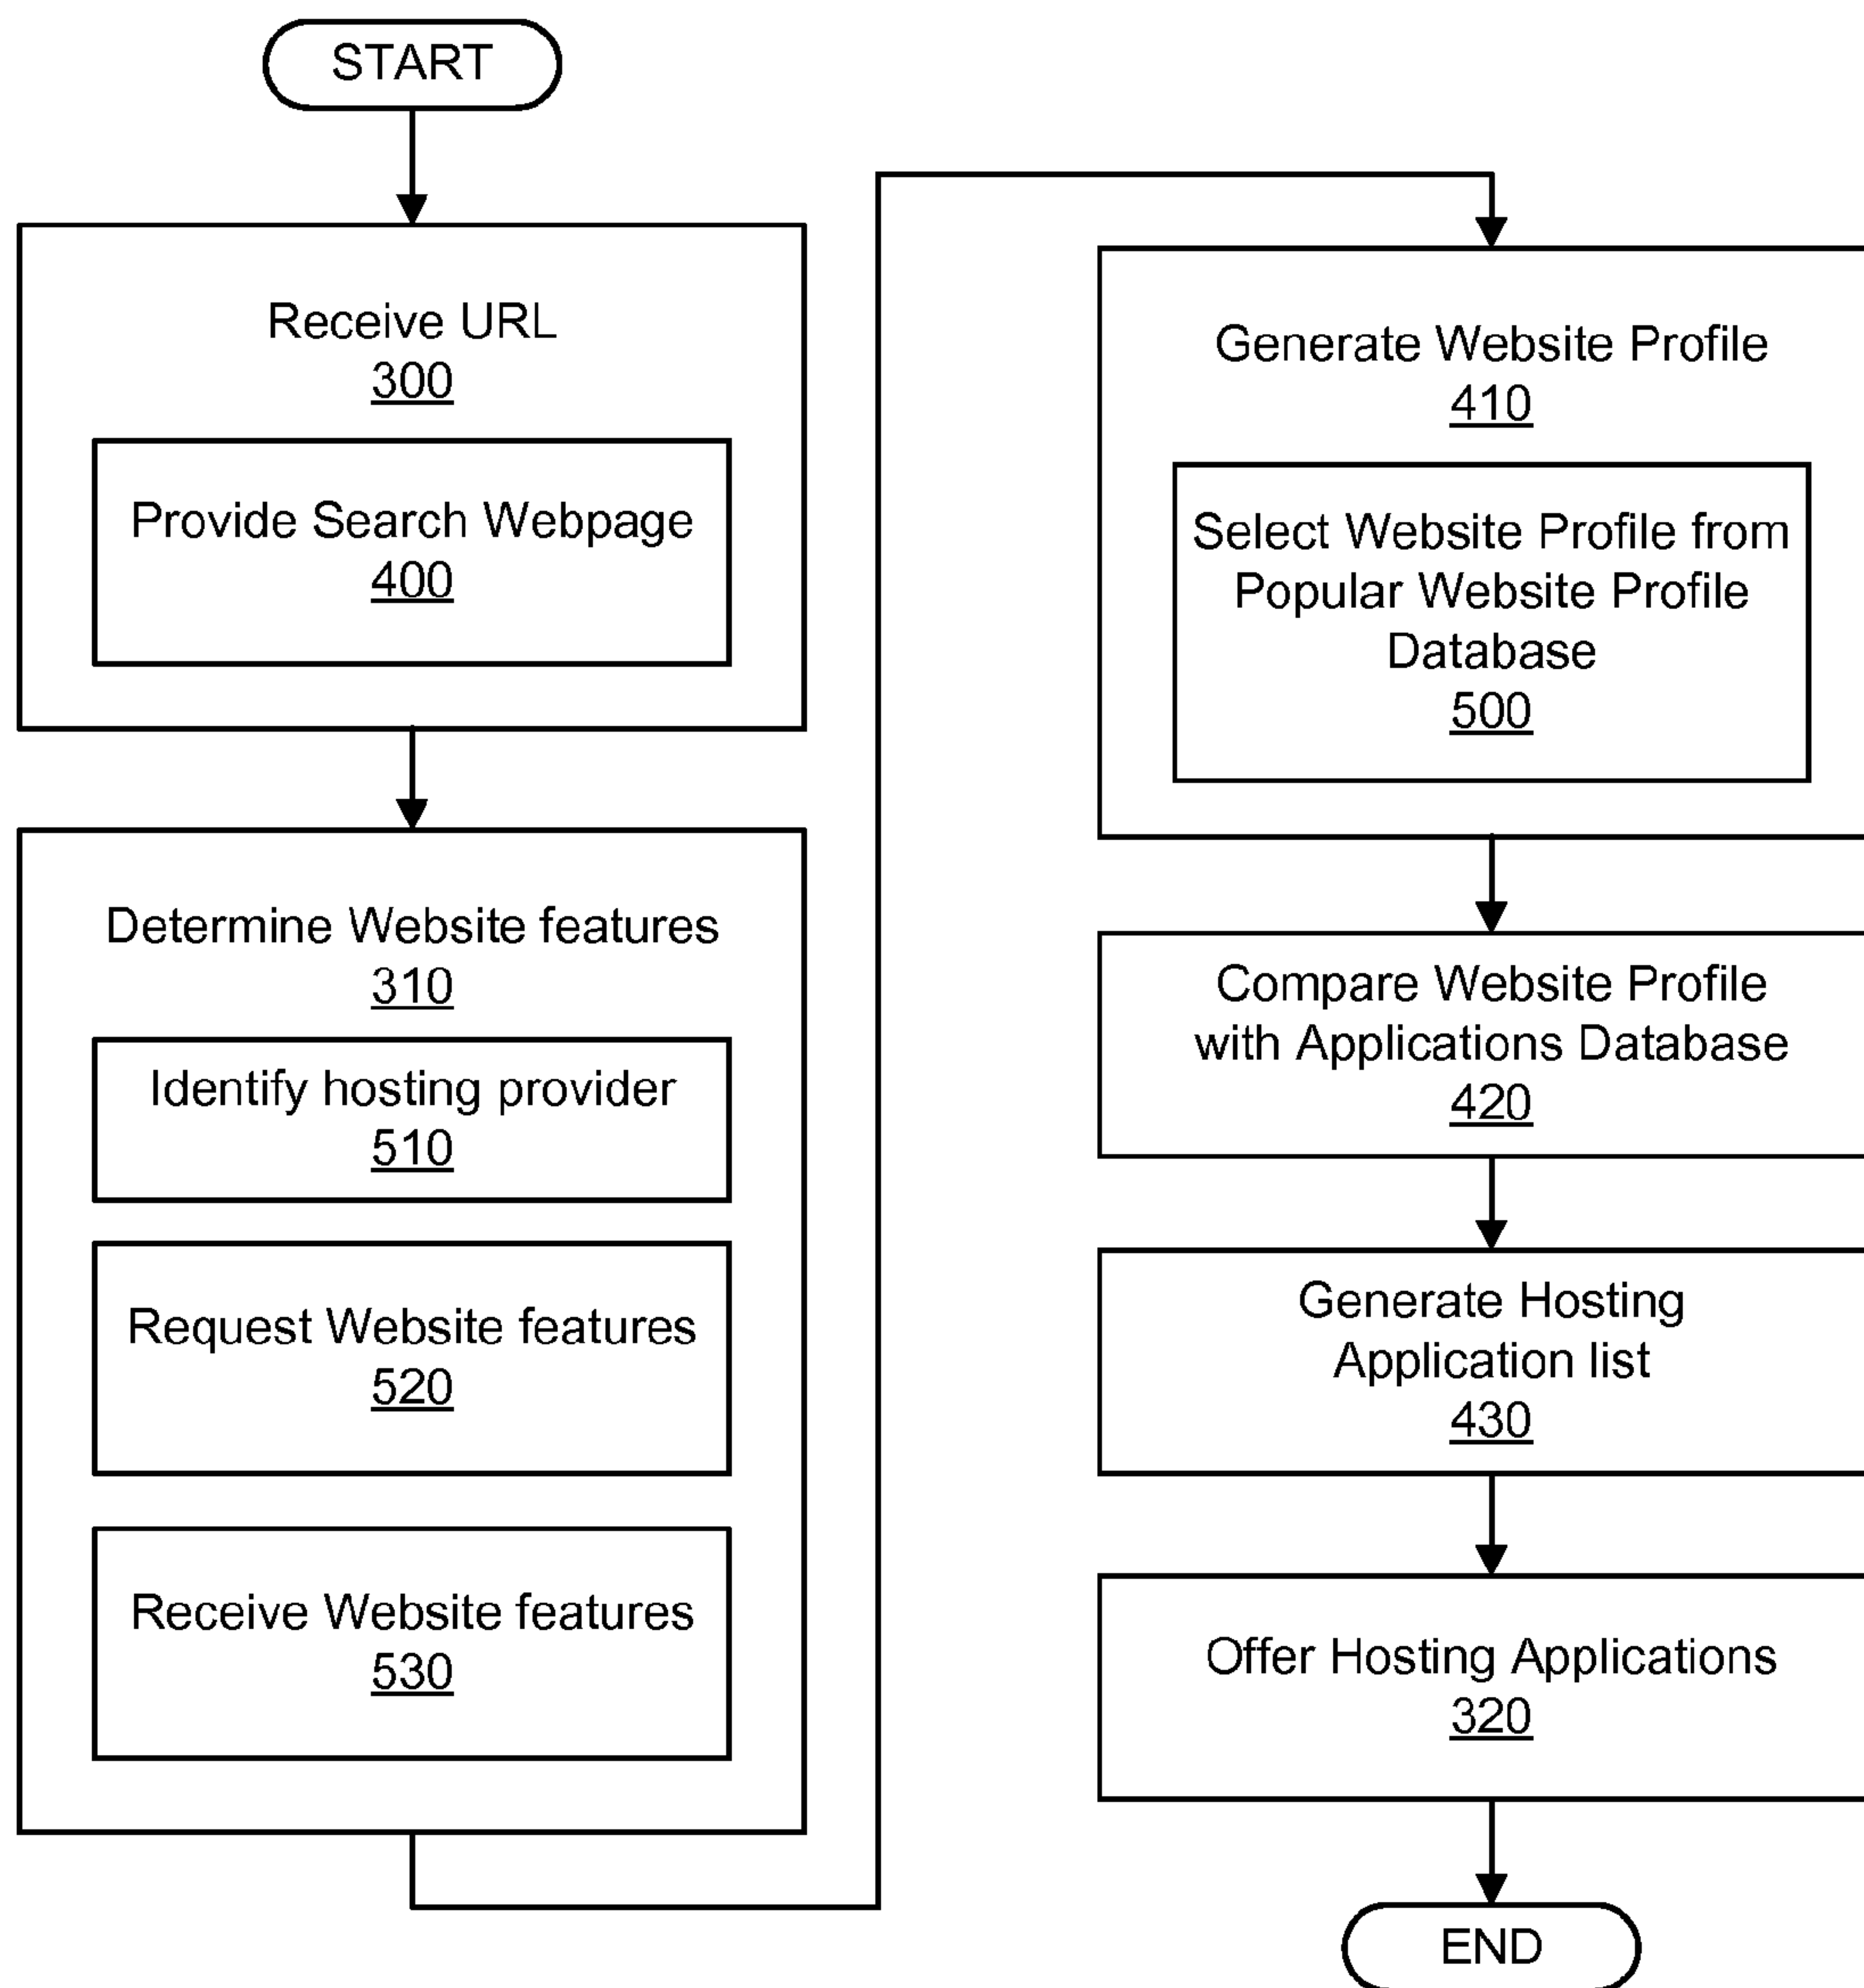 START
Receive URL
300
Provide Search Webpage
400
Determine Website features
310
Identify hosting provider
510
Request Website features
520
Receive Website features
530
Generate Website Profile
410
Select Website Profile from
Popular Website Profile
Database
500
Compare Website Profile
with Applications Database
420
Generate Hosting
Application list
430
Offer Hosting Applications
320
END